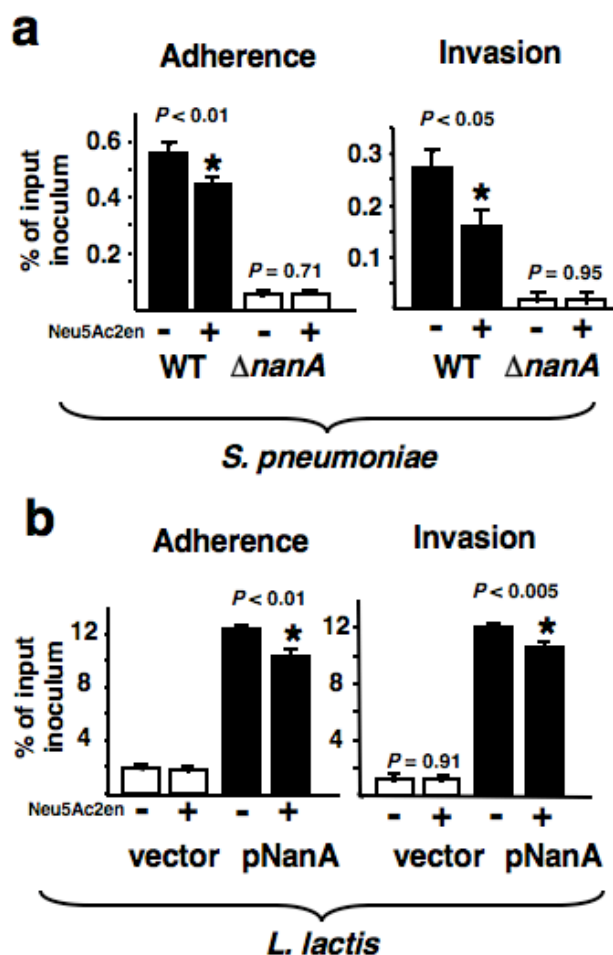 a
Adherence Invasion
% of input inoculum
P < 0.01
0.6
0.4
0.2
*
P = 0.71
P < 0.05
0.3
0.2
0.1
*
P = 0.95
Neu5Ac2en - + - + - + - +
WT ΔnanA WT ΔnanA
S. pneumoniae
b
Adherence Invasion
% of input inoculum
P < 0.01
12
8
4
*
P < 0.005
12
8
4
*
P = 0.91
Neu5Ac2en - + - + - + - +
vector pNanA vector pNanA
L. lactis